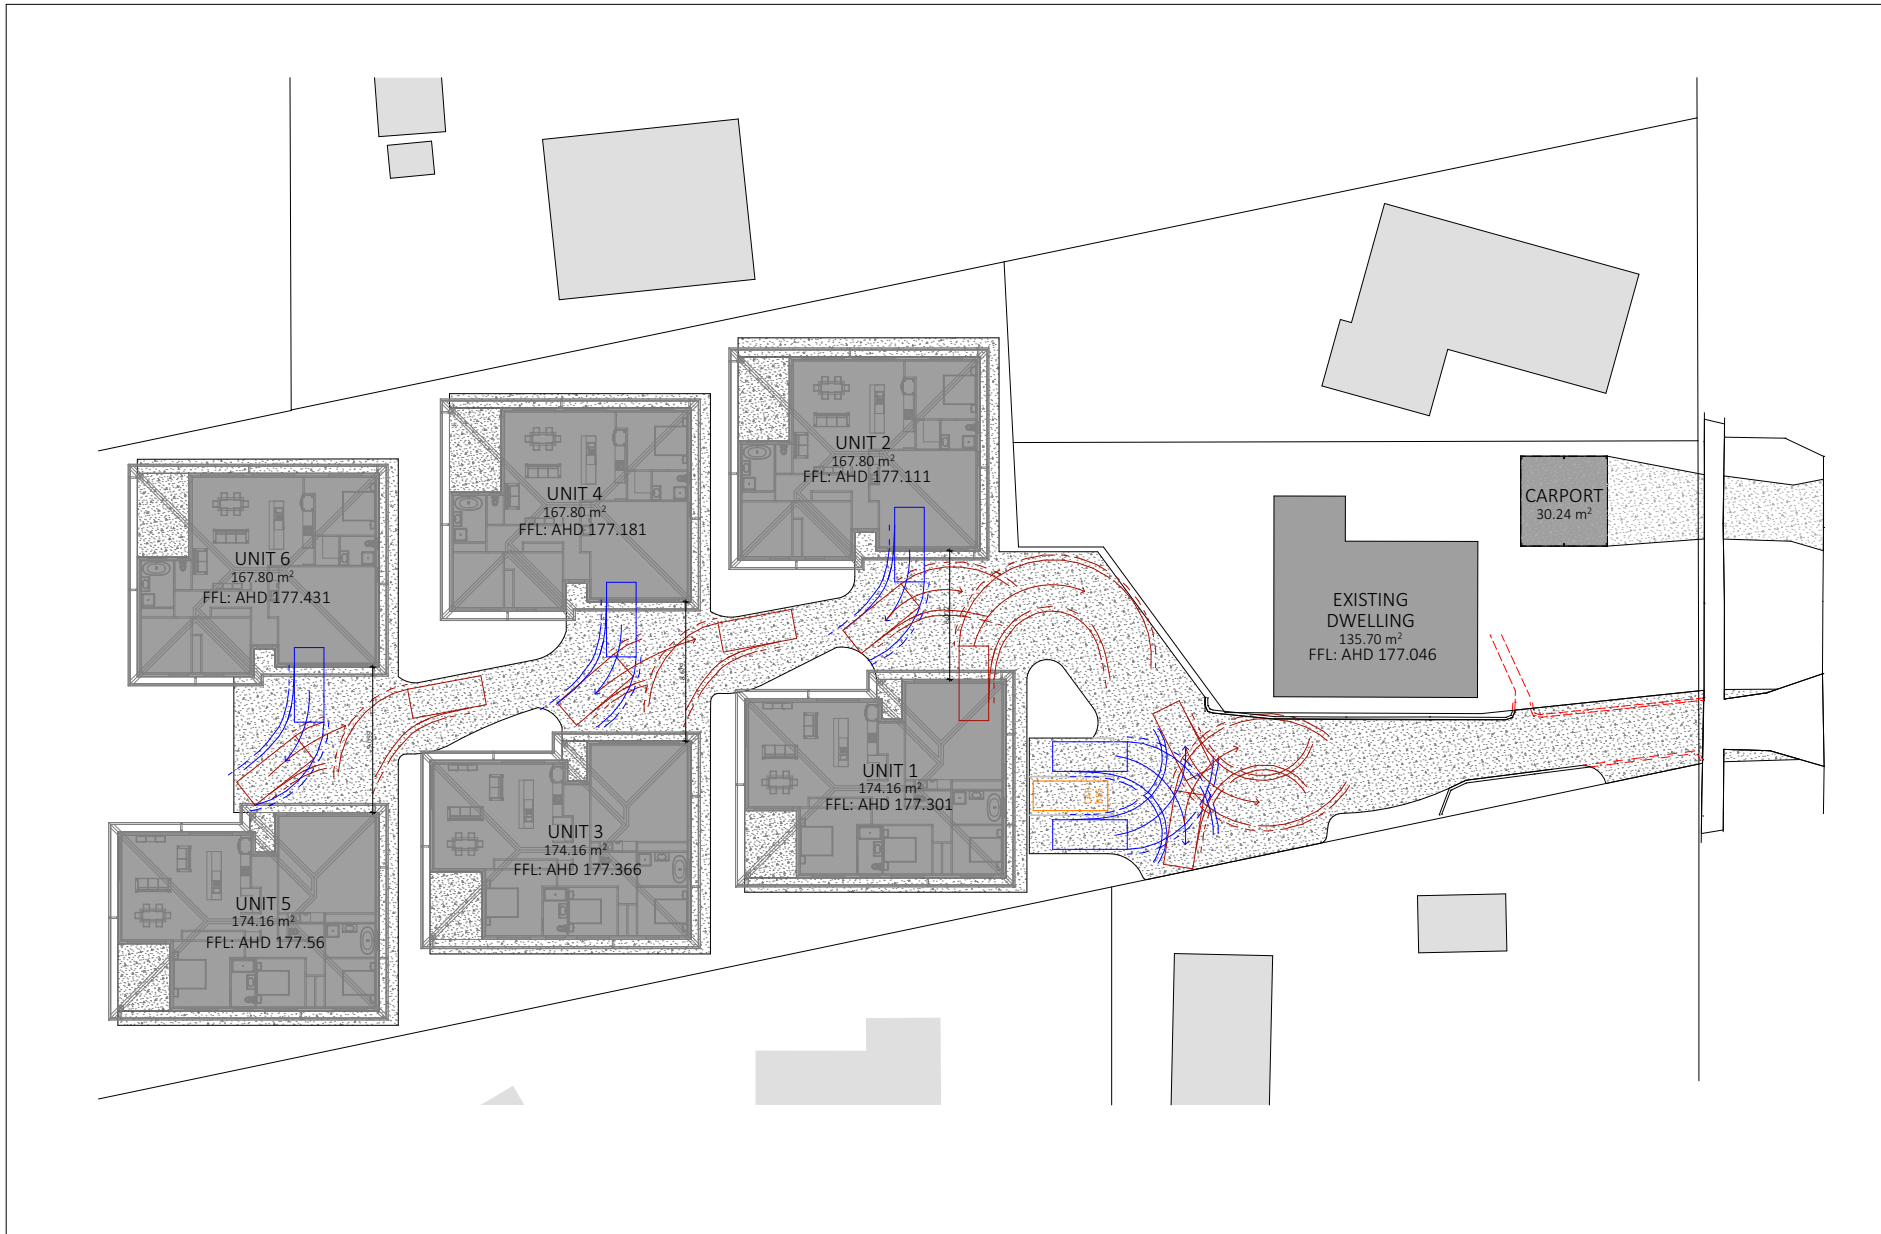 UNIT 2
167.80 m²
FFL: AHD 177.111
UNIT 4
167.80 m²
FFL: AHD 177.181
CARPORT
30.24 m²
UNIT 6
167.80 m²
FFL: AHD 177.431
EXISTING
DWELLING
135.70 m²
FFL: AHD 177.046
UNIT 1
174.16 m²
FFL: AHD 177.301
UNIT 3
174.16 m²
FFL: AHD 177.366
UNIT 5
174.16 m²
FFL: AHD 177.56